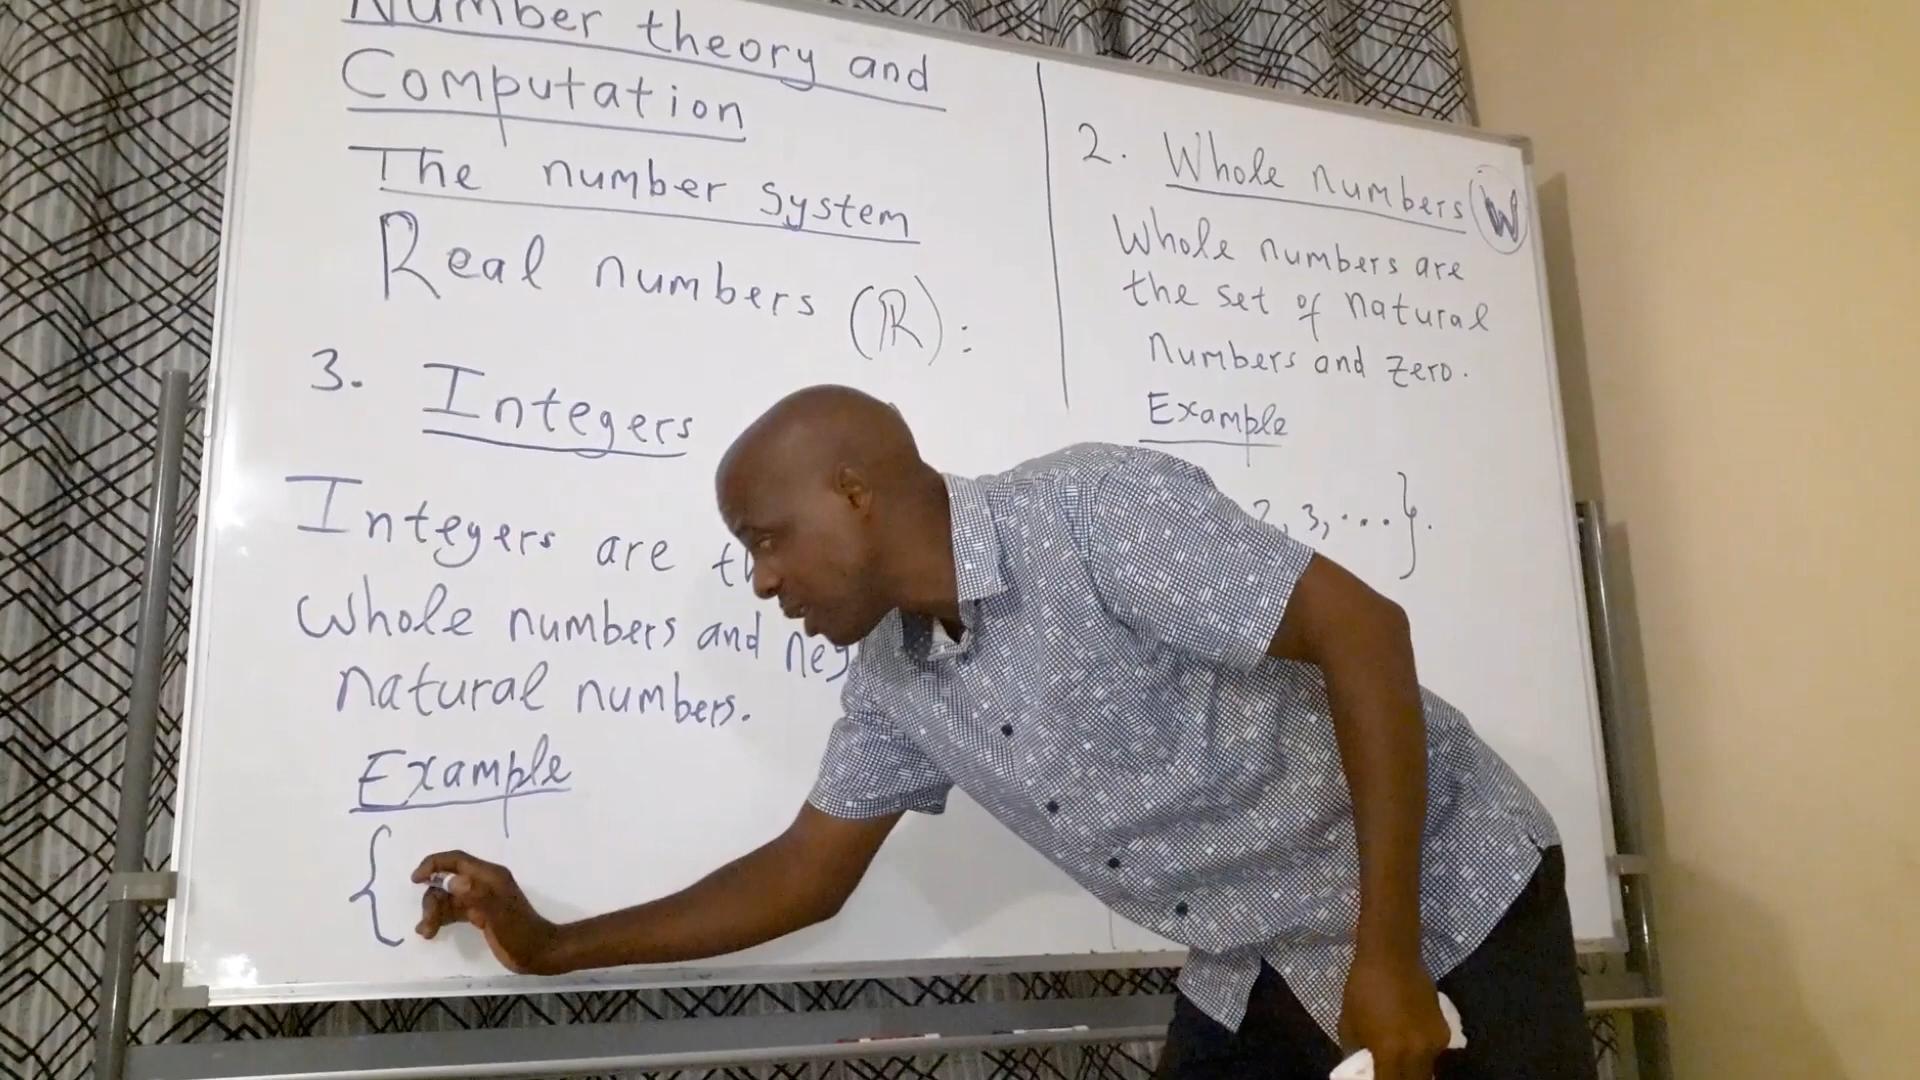 Number theory and
Computation
The number system
Real numbers (ℝ):
3. Integers
Integers are
Whole numbers and
natural numbers.
Example
{
2. Whole numbers W
Whole numbers are
the set of natural
numbers and zero.
Example
2, 3, ... }.